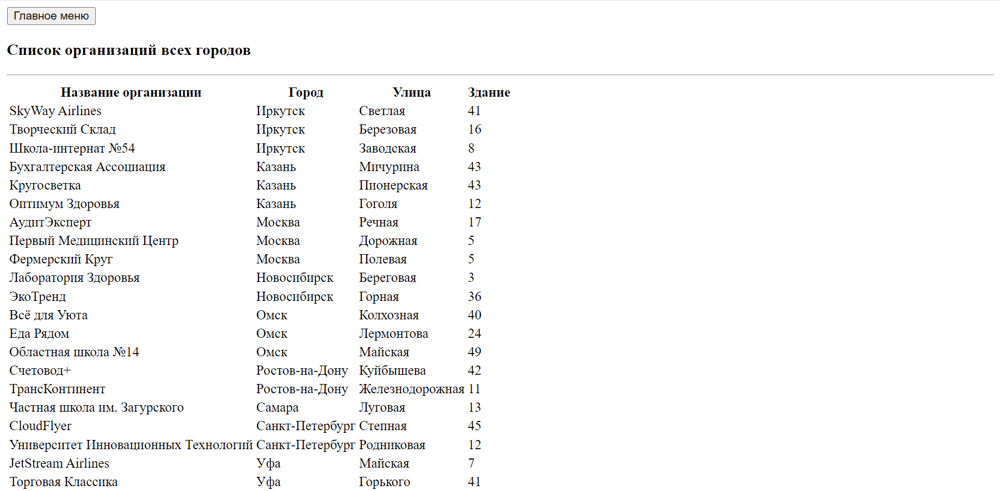 Главное меню
Список организаций всех городов
Название организации Город Улица Здание
SkyWay Airlines Иркутск Светлая 41
Творческий Склад Иркутск Березовая 16
Школа-интернат №54 Иркутск Заводская 8
Бухгалтерская Ассоциация Казань Мичурина 43
Кругосветка Казань Пионерская 43
Оптимум Здоровья Казань Гоголя 12
АудитЭксперт Москва Речная 17
Первый Медицинский Центр Москва Дорожная 5
Фермерский Круг Москва Полевая 5
Лаборатория Здоровья Новосибирск Береговая 3
ЭкоТренд Новосибирск Горная 36
Всё для Уюта Омск Колхозная 40
Еда Рядом Омск Лермонтова 24
Областная школа №14 Омск Майская 49
Счетовод+ Ростов-на-Дону Куйбышева 42
ТрансКонтинент Ростов-на-Дону Железнодорожная 11
Частная школа им. Загурского Самара Луговая 13
CloudFlyer Санкт-Петербург Степная 45
Университет Инновационных Технологий Санкт-Петербург Родниковая 12
JetStream Airlines Уфа Майская 7
Торговая Классика Уфа Горького 41